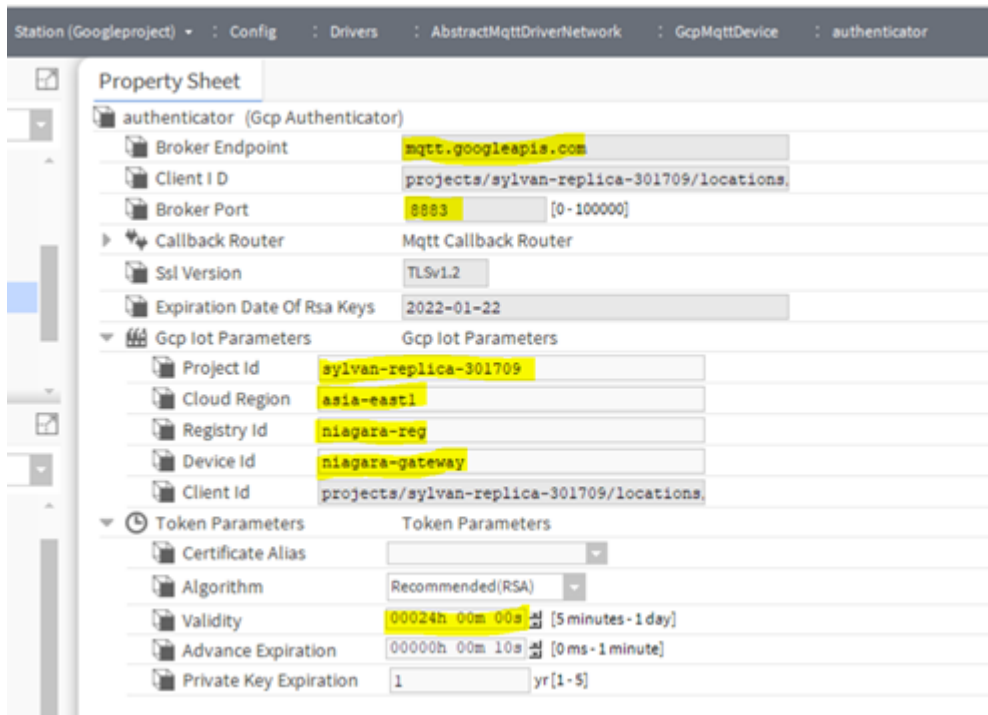 Station (Googleproject) : Config : Drivers : AbstractMqttDriverNetwork : GcpMqttDevice : authenticator
Property Sheet
authenticator (Gcp Authenticator)
Broker Endpoint mqtt.googleapis.com
Client I D projects/sylvan-replica-301709/locations,
Broker Port 8883 [0 - 100000]
Callback Router Mqtt Callback Router
Ssl Version TLSv1.2
Expiration Date Of Rsa Keys 2022-01-22
Gcp Iot Parameters Gcp Iot Parameters
Project Id sylvan-replica-301709
Cloud Region asia-east1
Registry Id niagara-reg
Device Id niagara-gateway
Client Id projects/sylvan-replica-301709/locations,
Token Parameters Token Parameters
Certificate Alias
Algorithm Recommended(RSA)
Validity 00024h 00m 00s [5 minutes - 1 day]
Advance Expiration 00000h 00m 10s [0 ms - 1 minute]
Private Key Expiration 1 yr [1 - 5]